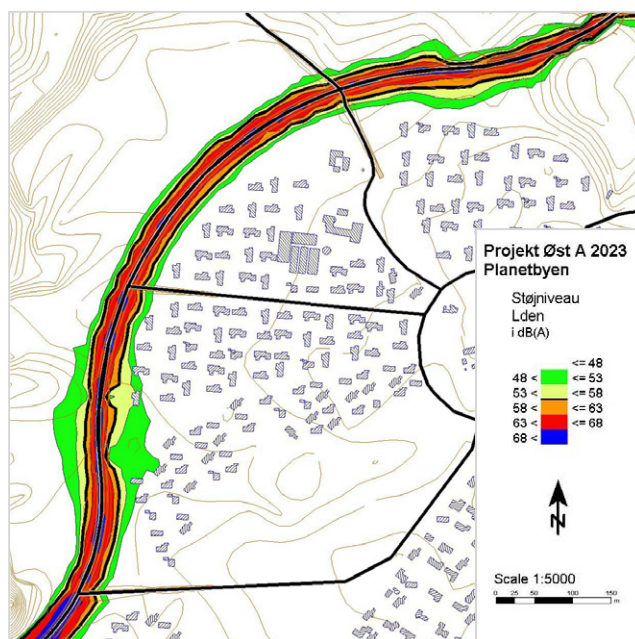 Projekt Øst A 2023
Planetbyen
Støjniveau
Lden
i dB(A)
<= 48
48 < <= 53
53 < <= 58
58 < <= 63
63 < <= 68
68 <
N
Scale 1:5000
0 25 50 100 150
m